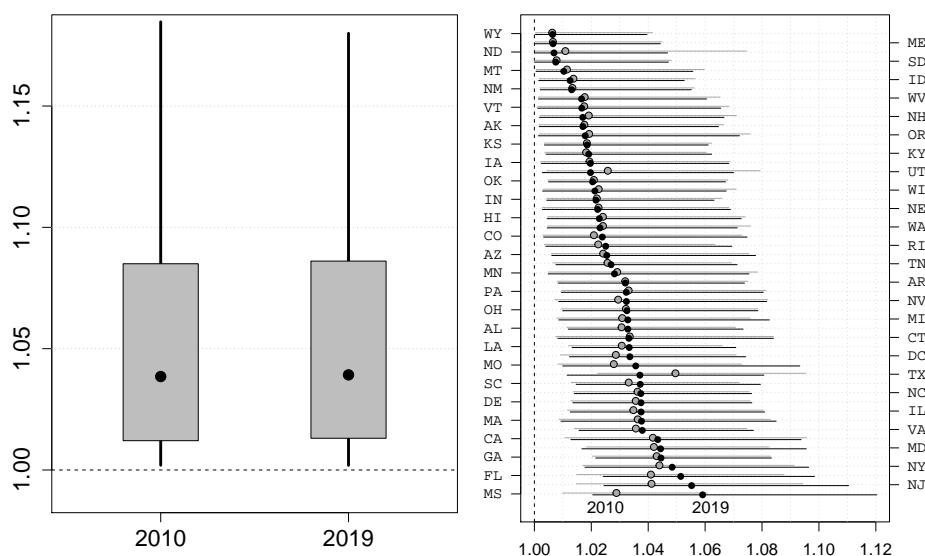 1.15
1.10
1.05
1.00
2010
2019
WY
ME
ND
SD
MT
ID
NM
WV
VT
NH
AK
OR
KS
KY
IA
UT
OK
WI
IN
NE
HI
WA
CO
RI
AZ
TN
MN
AR
PA
NV
OH
MI
AL
CT
LA
DC
MO
TX
SC
NC
DE
IL
MA
VA
CA
MD
GA
NY
FL
NJ
MS
2010 2019
1.00 1.02 1.04 1.06 1.08 1.10 1.12